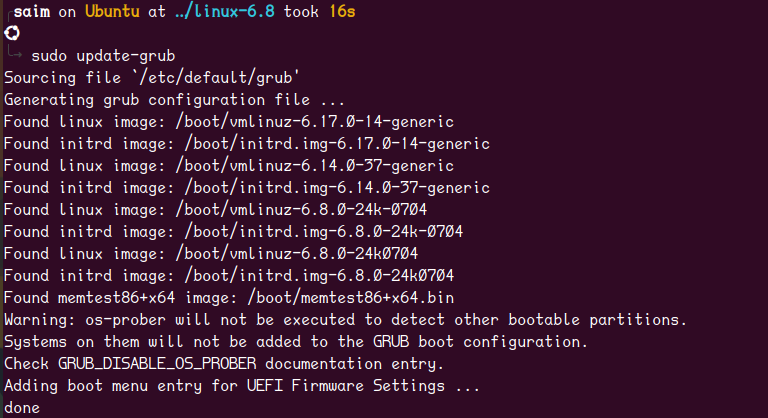 saim on Ubuntu at ../linux-6.8 took 16s
sudo update-grub
Sourcing file `/etc/default/grub'
Generating grub configuration file ...
Found linux image: /boot/vmlinuz-6.17.0-14-generic
Found initrd image: /boot/initrd.img-6.17.0-14-generic
Found linux image: /boot/vmlinuz-6.14.0-37-generic
Found initrd image: /boot/initrd.img-6.14.0-37-generic
Found linux image: /boot/vmlinuz-6.8.0-24k-0704
Found initrd image: /boot/initrd.img-6.8.0-24k-0704
Found linux image: /boot/vmlinuz-6.8.0-24k0704
Found initrd image: /boot/initrd.img-6.8.0-24k0704
Found memtest86+x64 image: /boot/memtest86+x64.bin
Warning: os-prober will not be executed to detect other bootable partitions.
Systems on them will not be added to the GRUB boot configuration.
Check GRUB_DISABLE_OS_PROBER documentation entry.
Adding boot menu entry for UEFI Firmware Settings ...
done